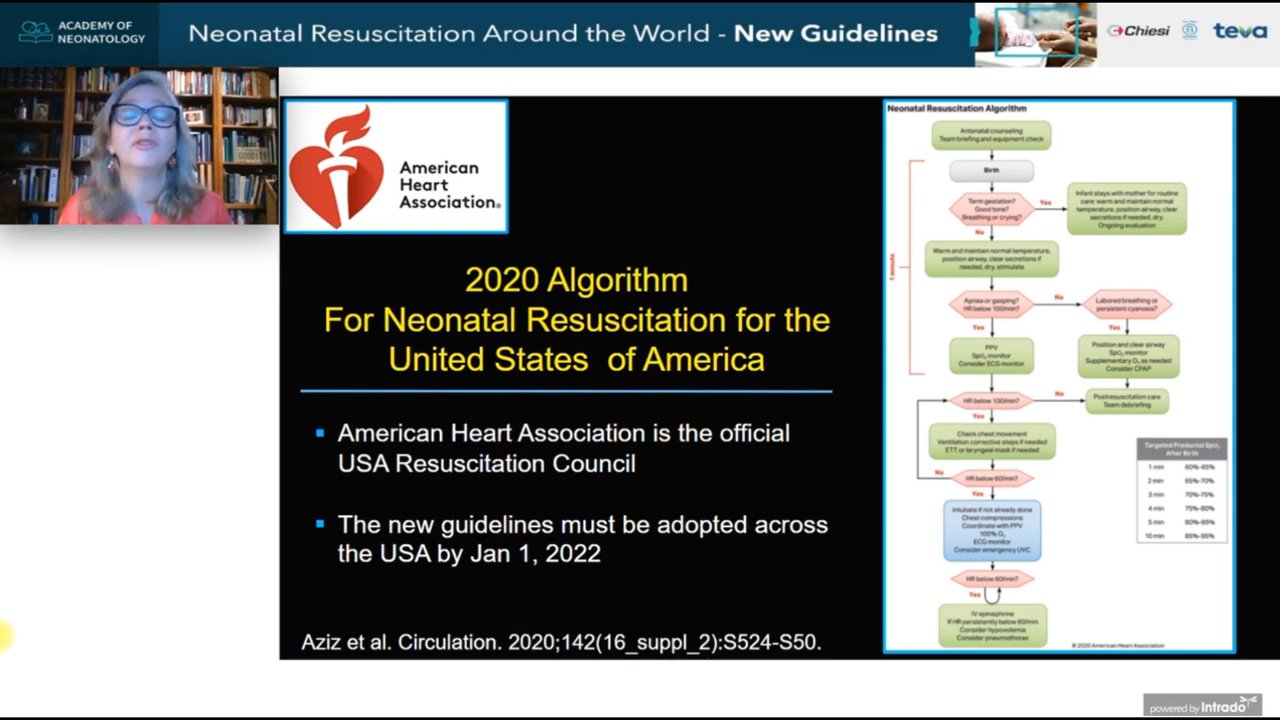 ACADEMY OF
NEONATOLOGY
Neonatal Resuscitation Around the World - New Guidelines
Chiesi
teva
American
Heart
Association®
2020 Algorithm
For Neonatal Resuscitation for the
United States of America
▪ American Heart Association is the official
USA Resuscitation Council
▪ The new guidelines must be adopted across
the USA by Jan 1, 2022
Aziz et al. Circulation. 2020;142(16_suppl_2):S524-S50.
Neonatal Resuscitation Algorithm
Antenatal counseling
Team briefing and equipment check
Birth
Term gestation?
Good tone?
Breathing or crying?
Yes
Infant stays with mother for routine
care: warm and maintain normal
temperature, position airway, clear
secretions if needed, dry.
Ongoing evaluation
No
1 minute
Warm and maintain normal temperature,
position airway, clear secretions if
needed, dry, stimulate
Apnea or gasping?
HR below 100/min?
No
Labored breathing or
persistent cyanosis?
Yes
Yes
PPV
SpO₂ monitor
Consider ECG monitor
Position and clear airway
SpO₂ monitor
Supplementary O₂ as needed
Consider CPAP
HR below 100/min?
No
Postresuscitation care
Team debriefing
Yes
Check chest movement
Ventilation corrective steps if needed
ETT or laryngeal mask if needed
No
HR below 60/min?
Yes
Intubate if not already done
Chest compressions
Coordinate with PPV
100% O₂
ECG monitor
Consider emergency UVC
HR below 60/min?
Yes
IV epinephrine
If HR persistently below 60/min
Consider hypovolemia
Consider pneumothorax
Targeted Preductal SpO₂
After Birth
1 min 60%-65%
2 min 65%-70%
3 min 70%-75%
4 min 75%-80%
5 min 80%-85%
10 min 85%-95%
© 2020 American Heart Association
powered by Intrado